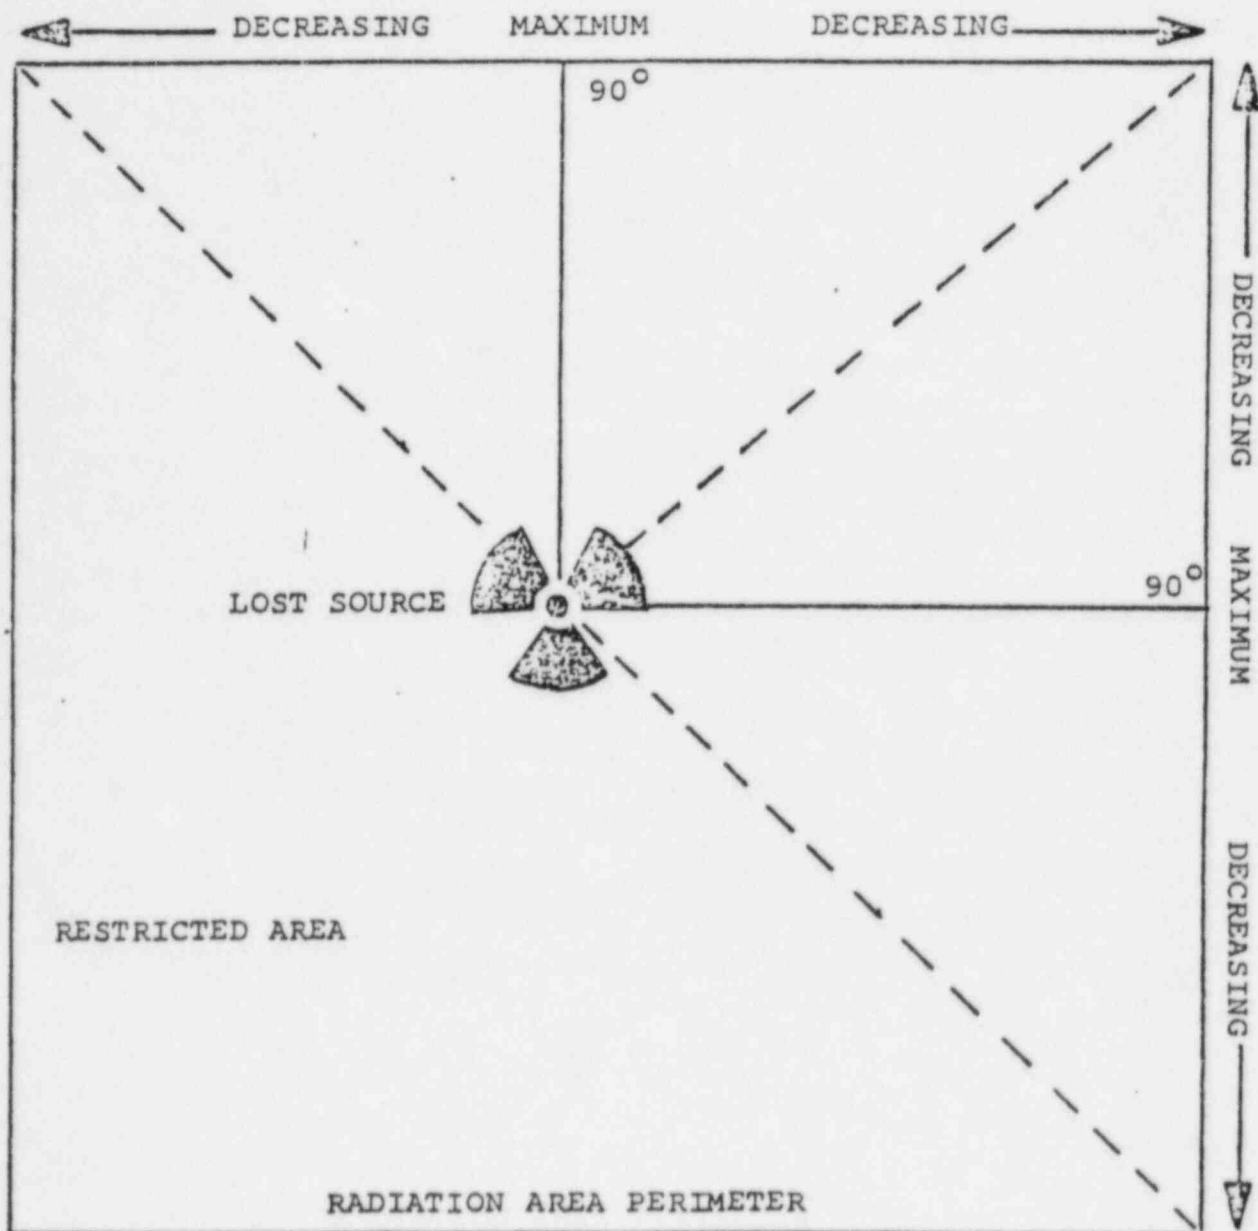 DECREASING MAXIMUM DECREASING
90°
DECREASING
MAXIMUM
90°
LOST SOURCE
DECREASING
RESTRICTED AREA
RADIATION AREA PERIMETER